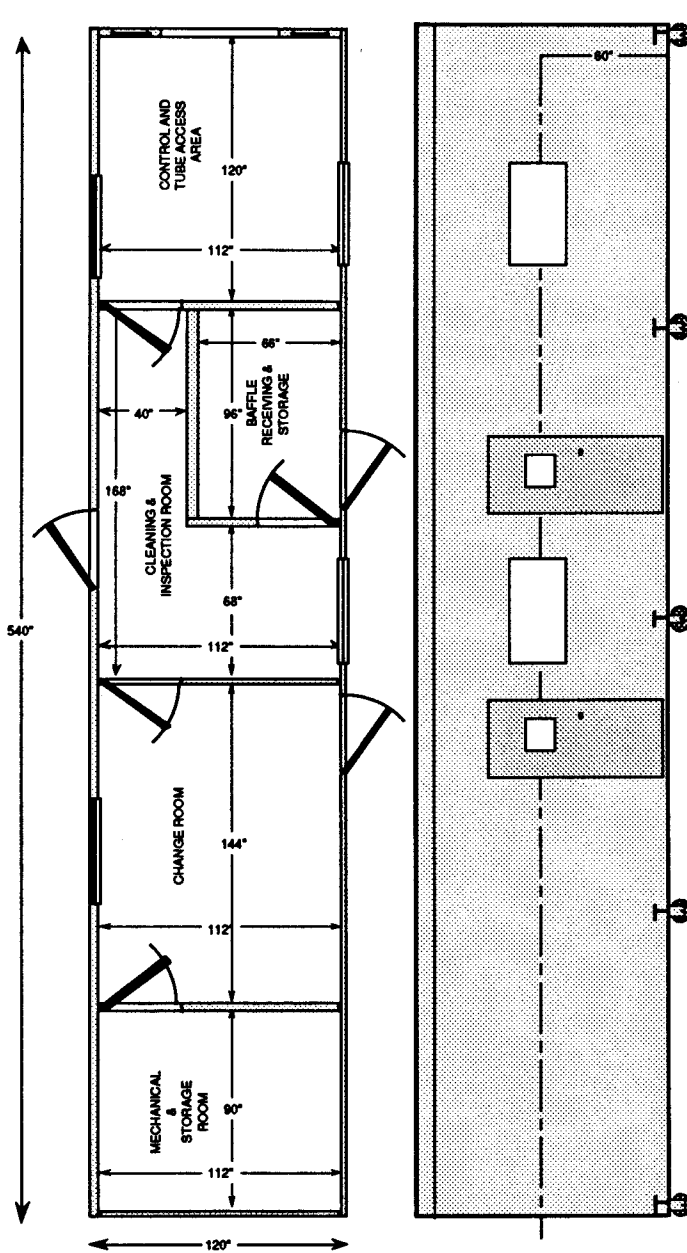 CONTROL AND
TUBE ACCESS
AREA
120"
112"
60"
66"
BAFFLE
RECEIVING &
STORAGE
96"
40"
168"
CLEANING &
INSPECTION ROOM
68"
112"
540"
CHANGE ROOM
144"
112"
MECHANICAL
&
STORAGE
ROOM
90"
112"
120"